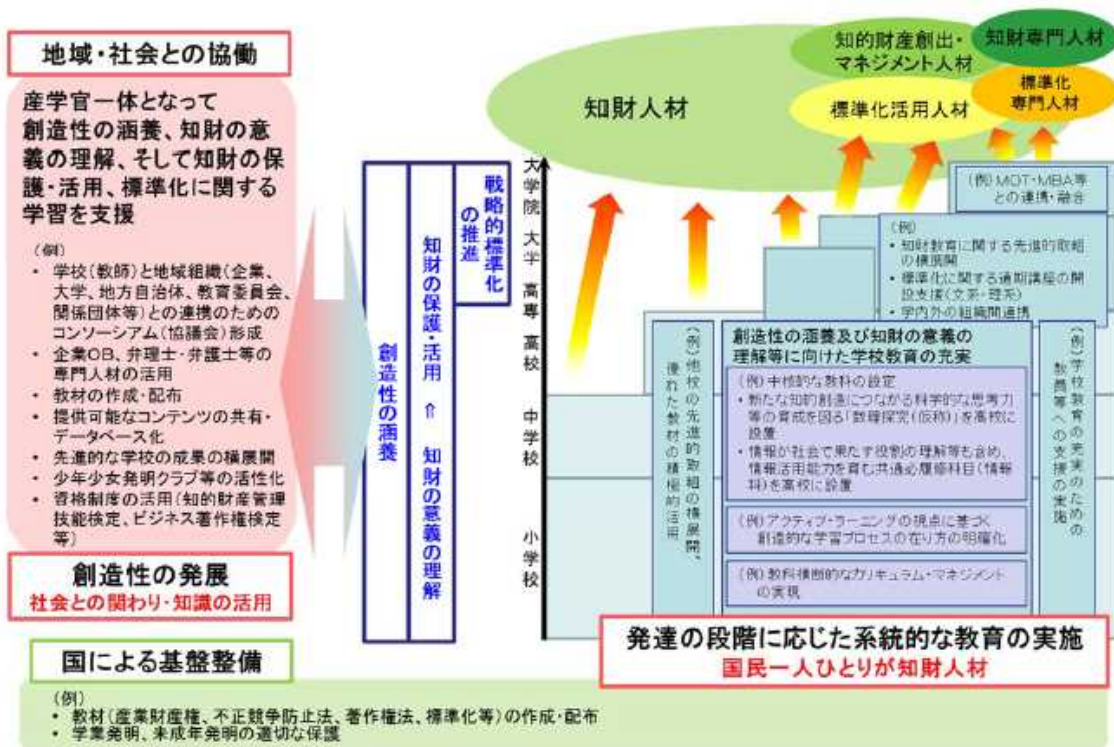 地域・社会との協働
産学官一体となって
創造性の涵養、知財の意
義の理解、そして知財の保
護・活用、標準化に関する
学習を支援
（例）
• 学校（教師）と地域組織（企業、
大学、地方自治体、教育委員会、
関係団体等）との連携のための
コンソーシアム（協議会）形成
• 企業OB、弁理士・弁護士等の
専門人材の活用
• 教材の作成・配布
• 提供可能なコンテンツの共有・
データベース化
• 先進的な学校の成果の横展開
• 少年少女発明クラブ等の活性化
• 資格制度の活用（知的財産管理
技能検定、ビジネス著作権検定
等）
創造性の発展
社会との関わり・知識の活用
創造性の涵養
知財の保護・活用 ⇐ 知財の意義の理解
戦略的標準化
の推進
大学院
大学
高専
高校
中学校
小学校
知財人材
知的財産創出・
マネジメント人材
知財専門人材
標準化活用人材
標準化
専門人材
（例）MOT・MBA等
との連携・融合
（例）
• 知財教育に関する先進的取組
の横展開
• 標準化に関する通期講座の開
設支援（文系・理系）
• 学内外の組織間連携
（例）他校の先進的取組の横展開、
優れた教材の積極的活用
創造性の涵養及び知財の意義の
理解等に向けた学校教育の充実
（例）中核的な教科の設定
• 新たな知的創造につながる科学的な思考力
等の育成を図る「数理探究（仮称）」を高校に
設置
• 情報が社会で果たす役割の理解等も含め、
情報活用能力を育む共通必履修科目（情報
科）を高校に設置
（例）アクティブ・ラーニングの視点に基づく
創造的な学習プロセスの在り方の明確化
（例）教科横断的なカリキュラム・マネジメント
の実現
（例）学校教育の充実のための
教員等への支援の実施
発達の段階に応じた系統的な教育の実施
国民一人ひとりが知財人材
国による基盤整備
（例）
• 教材（産業財産権、不正競争防止法、著作権法、標準化等）の作成・配布
• 学業発明、未成年発明の適切な保護